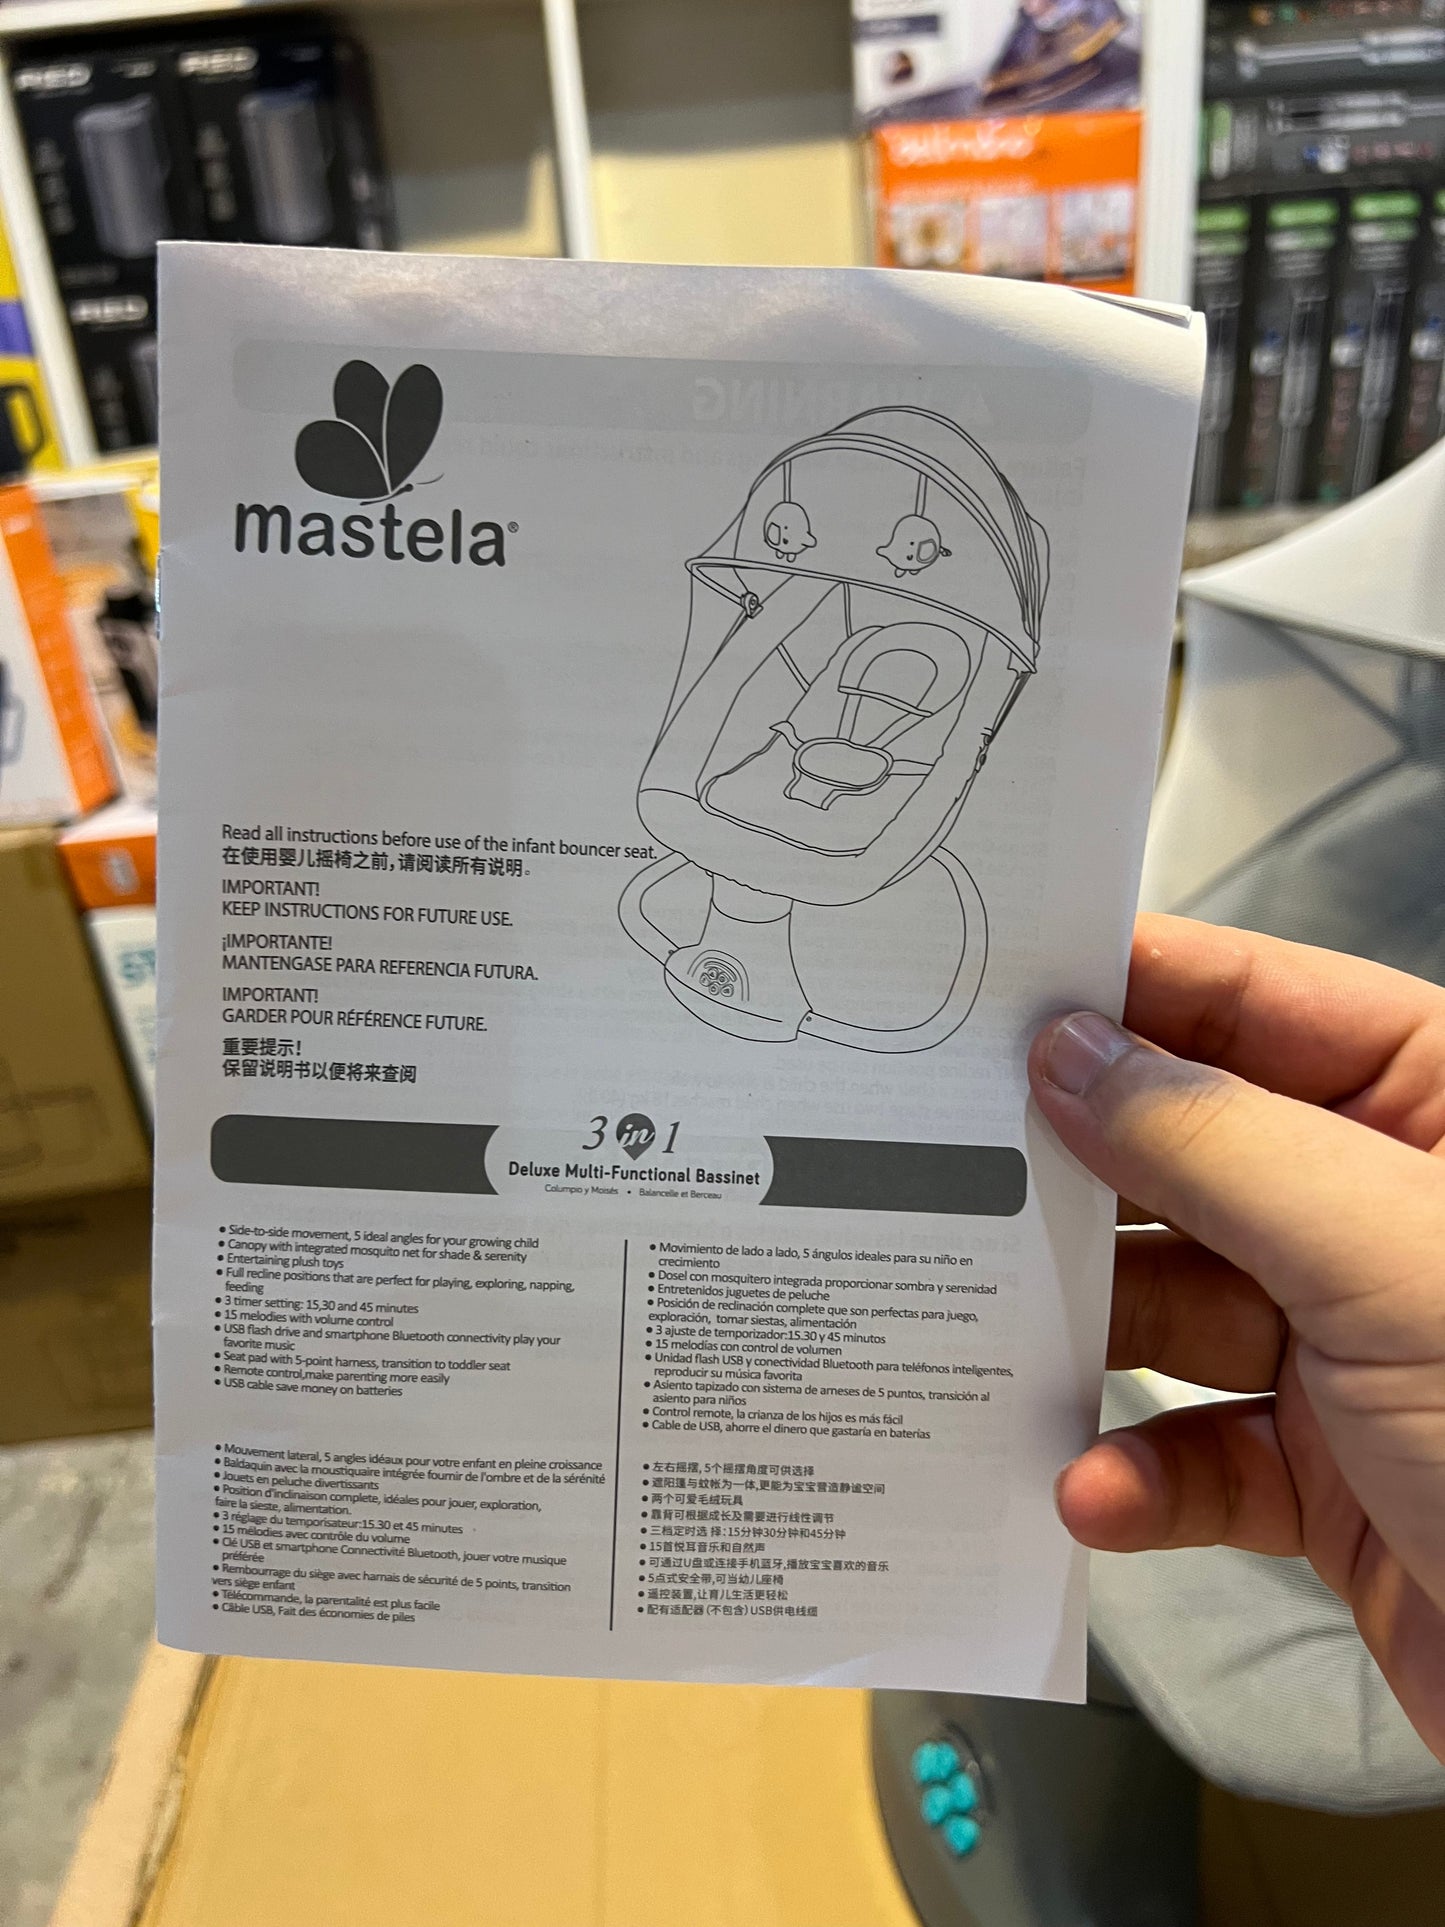 mastela®
Read all instructions before use of the infant bouncer seat.
在使用婴儿摇椅之前,请阅读所有说明。
IMPORTANT!
KEEP INSTRUCTIONS FOR FUTURE USE.
¡IMPORTANTE!
MANTENGASE PARA REFERENCIA FUTURA.
IMPORTANT!
GARDER POUR RÉFÉRENCE FUTURE.
重要提示!
保留说明书以便将来查阅
3 in 1
Deluxe Multi-Functional Bassinet
Columpio y Moisés • Balancelle et Berceau
• Side-to-side movement, 5 ideal angles for your growing child
• Canopy with integrated mosquito net for shade & serenity
• Entertaining plush toys
• Full recline positions that are perfect for playing, exploring, napping,
feeding
• 3 timer setting: 15,30 and 45 minutes
• 15 melodies with volume control
• USB flash drive and smartphone Bluetooth connectivity play your
favorite music
• Seat pad with 5-point harness, transition to toddler seat
• Remote control,make parenting more easily
• USB cable save money on batteries
• Movimiento de lado a lado, 5 ángulos ideales para su niño en
crecimiento
• Dosel con mosquitero integrada proporcionar sombra y serenidad
• Entretenidos juguetes de peluche
• Posición de reclinación complete que son perfectas para juego,
exploración, tomar siestas, alimentación
• 3 ajuste de temporizador:15.30 y 45 minutos
• 15 melodías con control de volumen
• Unidad flash USB y conectividad Bluetooth para teléfonos inteligentes,
reproducir su música favorita
• Asiento tapizado con sistema de arneses de 5 puntos, transición al
asiento para niños
• Control remote, la crianza de los hijos es más fácil
• Cable de USB, ahorre el dinero que gastaría en baterías
• Mouvement lateral, 5 angles idéaux pour votre enfant en pleine croissance
• Baldaquin avec la moustiquaire intégrée fournir de l'ombre et de la sérénité
• Jouets en peluche divertissants
• Position d'inclinaison complete, idéales pour jouer, exploration,
faire la sieste, alimentation.
• 3 réglage du temporisateur:15.30 et 45 minutes
• 15 mélodies avec contrôle du volume
• Clé USB et smartphone Connectivité Bluetooth, jouer votre musique
préférée
• Rembourrage du siège avec harnais de sécurité de 5 points, transition
vers siège enfant
• Télécommande, la parentalité est plus facile
• Câble USB, Fait des économies de piles
• 左右摇摆, 5个摇摆角度可供选择
• 遮阳篷与蚊帐为一体,更能为宝宝营造静谧空间
• 两个可爱毛绒玩具
• 靠背可根据成长及需要进行线性调节
• 三档定时选 择:15分钟30分钟和45分钟
• 15首悦耳音乐和自然声
• 可通过U盘或连接手机蓝牙,播放宝宝喜欢的音乐
• 5点式安全带,可当幼儿座椅
• 遥控装置,让育儿生活更轻松
• 配有适配器(不包含)USB供电线缆